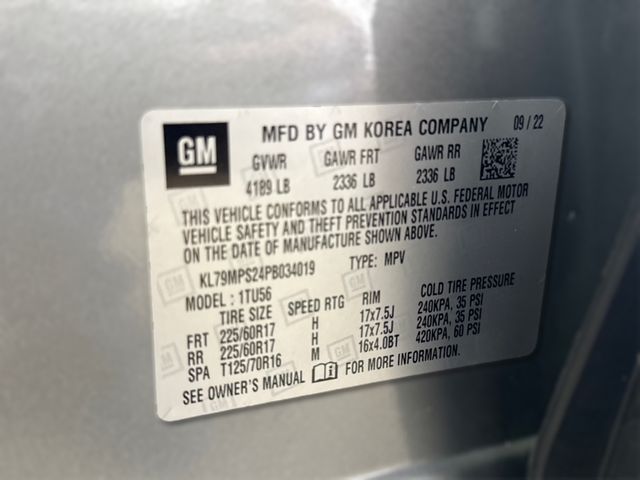 GM MFD BY GM KOREA COMPANY 09 / 22
GVWR GAWR FRT GAWR RR
4189 LB 2336 LB 2336 LB
THIS VEHICLE CONFORMS TO ALL APPLICABLE U.S. FEDERAL MOTOR
VEHICLE SAFETY AND THEFT PREVENTION STANDARDS IN EFFECT
ON THE DATE OF MANUFACTURE SHOWN ABOVE.
KL79MPS24PB034019 TYPE: MPV
MODEL : 1TU56
TIRE SIZE SPEED RTG RIM COLD TIRE PRESSURE
FRT 225/60R17 H 17x7.5J 240KPA, 35 PSI
RR 225/60R17 H 17x7.5J 240KPA, 35 PSI
SPA T125/70R16 M 16x4.0BT 420KPA, 60 PSI
SEE OWNER'S MANUAL FOR MORE INFORMATION.